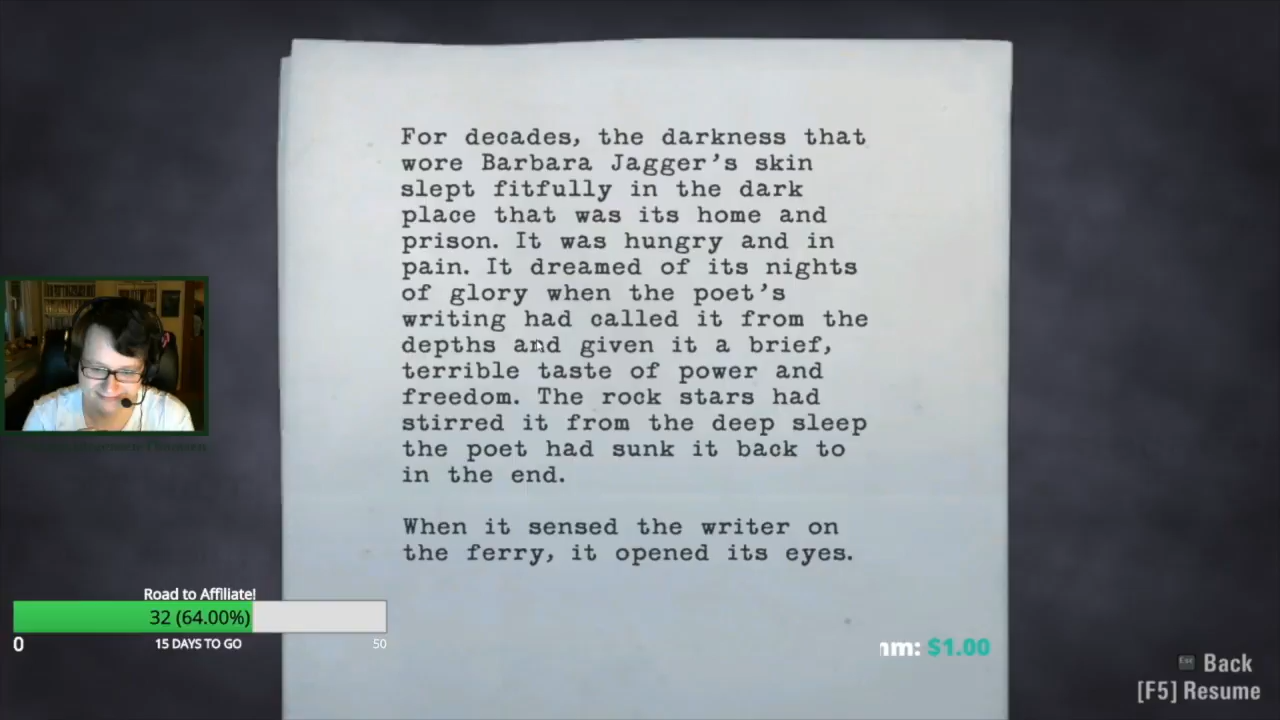 For decades, the darkness that
wore Barbara Jagger's skin
slept fitfully in the dark
place that was its home and
prison. It was hungry and in
pain. It dreamed of its nights
of glory when the poet's
writing had called it from the
depths and given it a brief,
terrible taste of power and
freedom. The rock stars had
stirred it from the deep sleep
the poet had sunk it back to
in the end.
When it sensed the writer on
the ferry, it opened its eyes.
Road to Affiliate!
32 (64.00%)
0
15 DAYS TO GO
50
$1.00
Esc Back
[F5] Resume